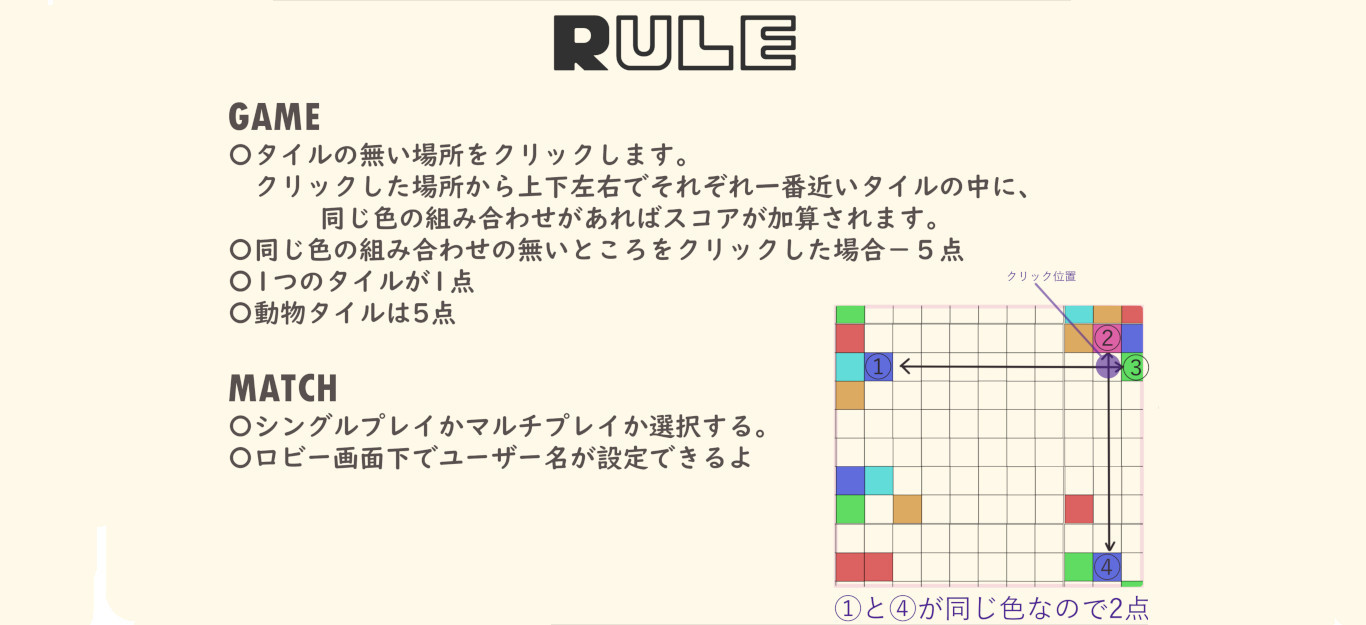 RULE
GAME
〇タイルの無い場所をクリックします。
クリックした場所から上下左右でそれぞれ一番近いタイルの中に、
同じ色の組み合わせがあればスコアが加算されます。
〇同じ色の組み合わせの無いところをクリックした場合－５点
〇1つのタイルが1点
〇動物タイルは5点
クリック位置
②
①
③
④
①と④が同じ色なので2点
MATCH
〇シングルプレイかマルチプレイか選択する。
〇ロビー画面下でユーザー名が設定できるよ